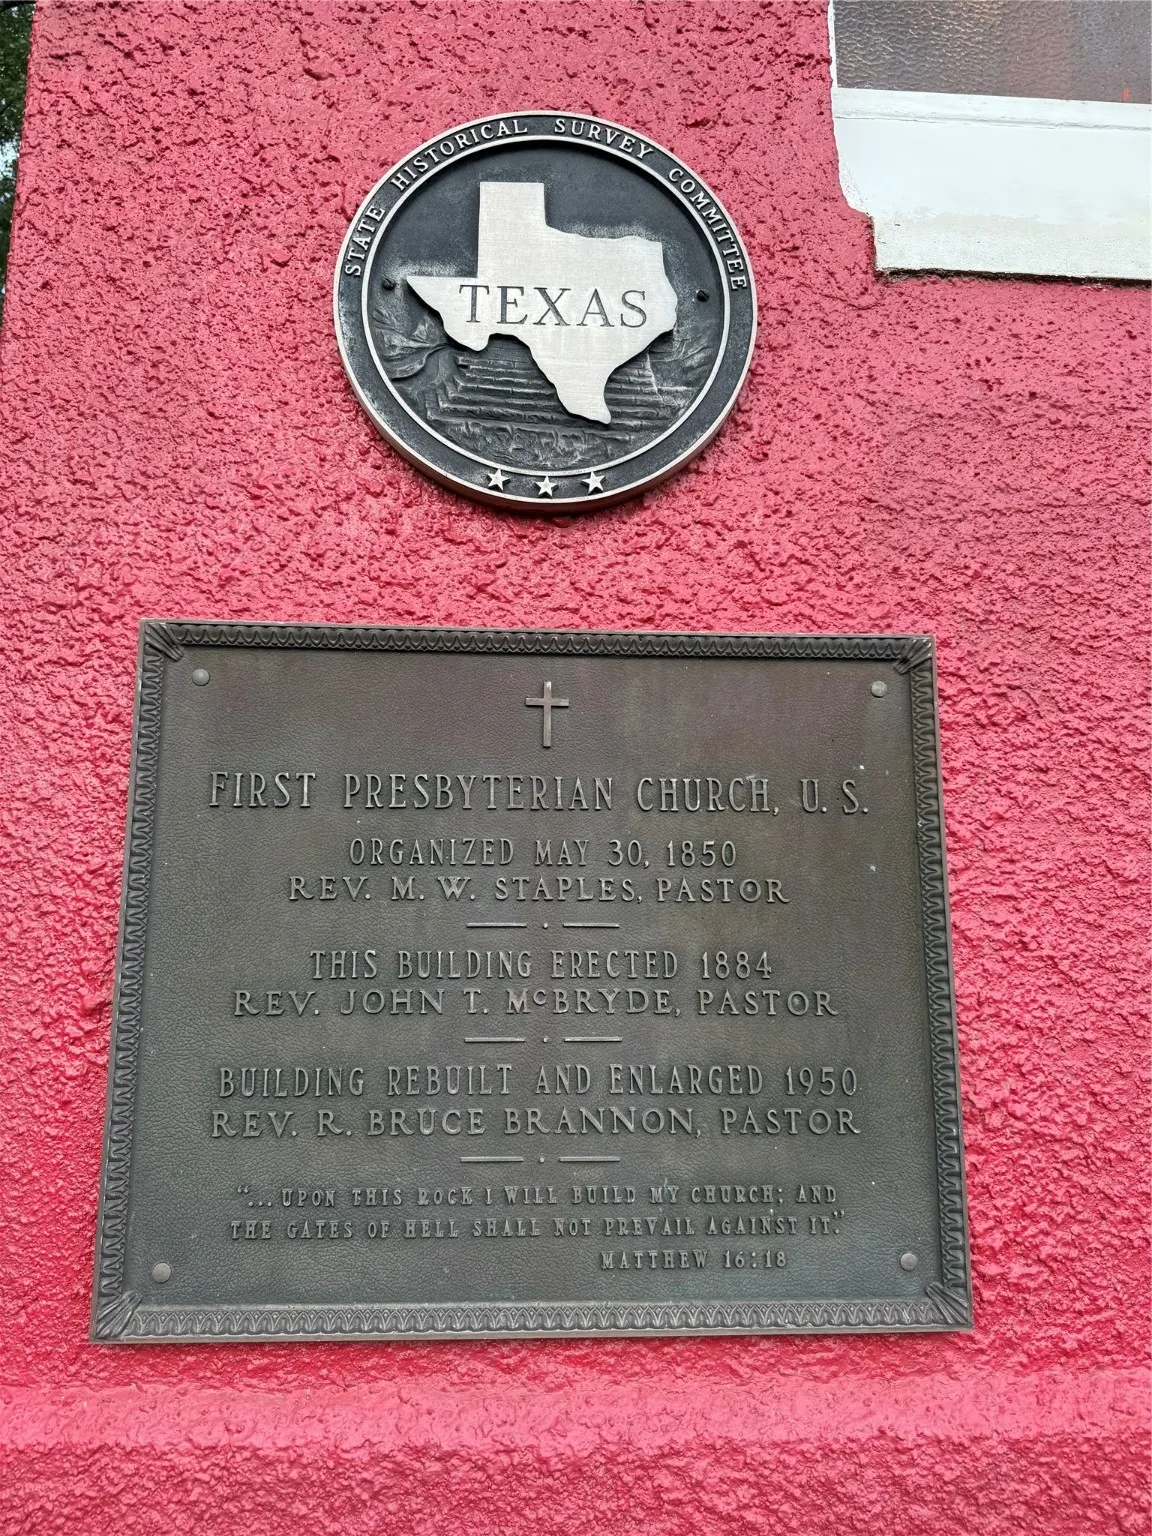 STATE HISTORICAL SURVEY COMMITTEE
TEXAS
FIRST PRESBYTERIAN CHURCH, U. S.
ORGANIZED MAY 30, 1850
REV. M. W. STAPLES, PASTOR
THIS BUILDING ERECTED 1884
REV. JOHN T. McBRYDE, PASTOR
BUILDING REBUILT AND ENLARGED 1950
REV. R. BRUCE BRANNON, PASTOR
"...UPON THIS ROCK I WILL BUILD MY CHURCH; AND
THE GATES OF HELL SHALL NOT PREVAIL AGAINST IT."
MATTHEW 16:18